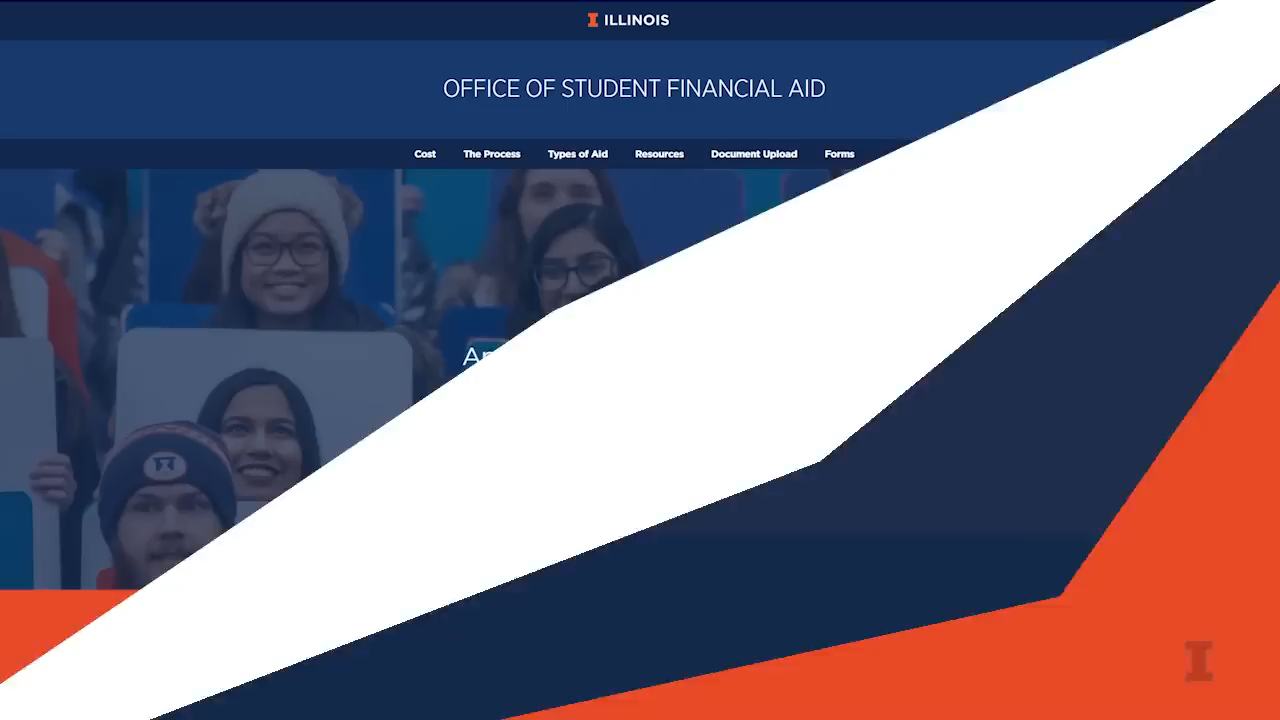 ILLINOIS
OFFICE OF STUDENT FINANCIAL AID
Cost The Process Types of Aid Resources Document Upload Forms